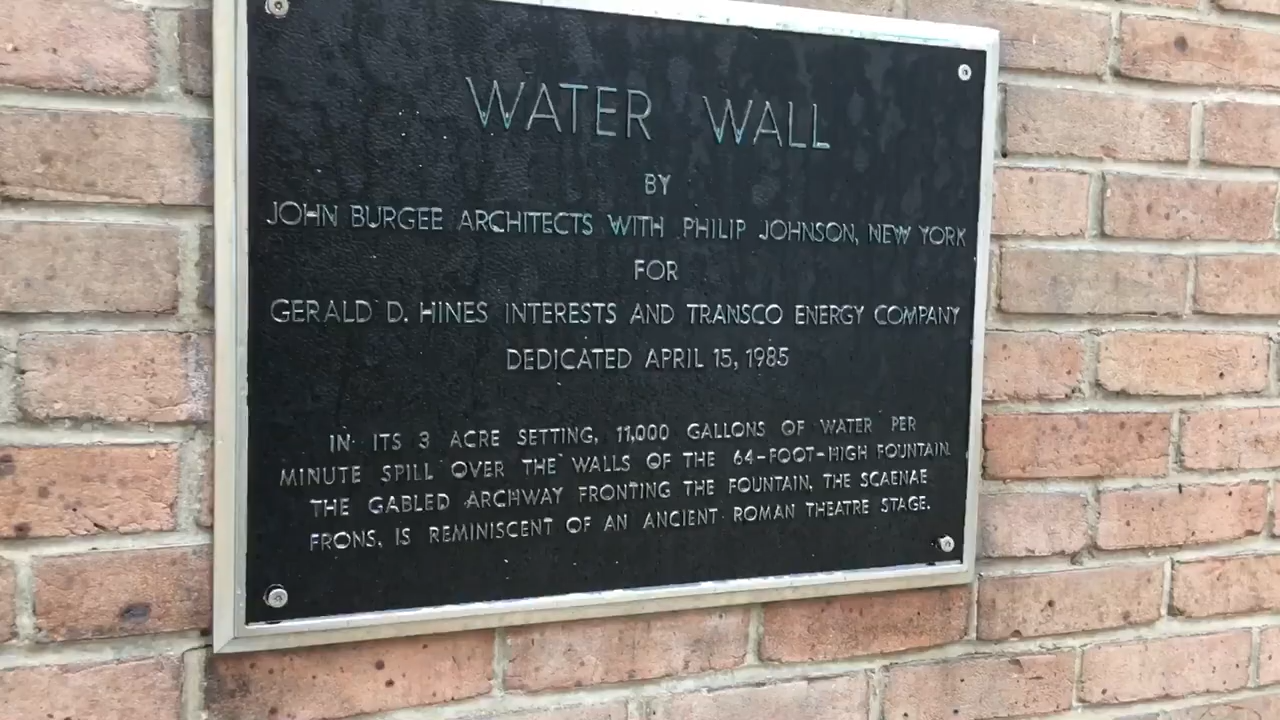 WATER WALL
BY
JOHN BURGEE ARCHITECTS WITH PHILIP JOHNSON, NEW YORK
FOR
GERALD D. HINES INTERESTS AND TRANSCO ENERGY COMPANY
DEDICATED APRIL 15, 1985
IN ITS 3 ACRE SETTING, 11,000 GALLONS OF WATER PER
MINUTE SPILL OVER THE WALLS OF THE 64-FOOT-HIGH FOUNTAIN.
THE GABLED ARCHWAY FRONTING THE FOUNTAIN, THE SCAENAE
FRONS, IS REMINISCENT OF AN ANCIENT ROMAN THEATRE STAGE.